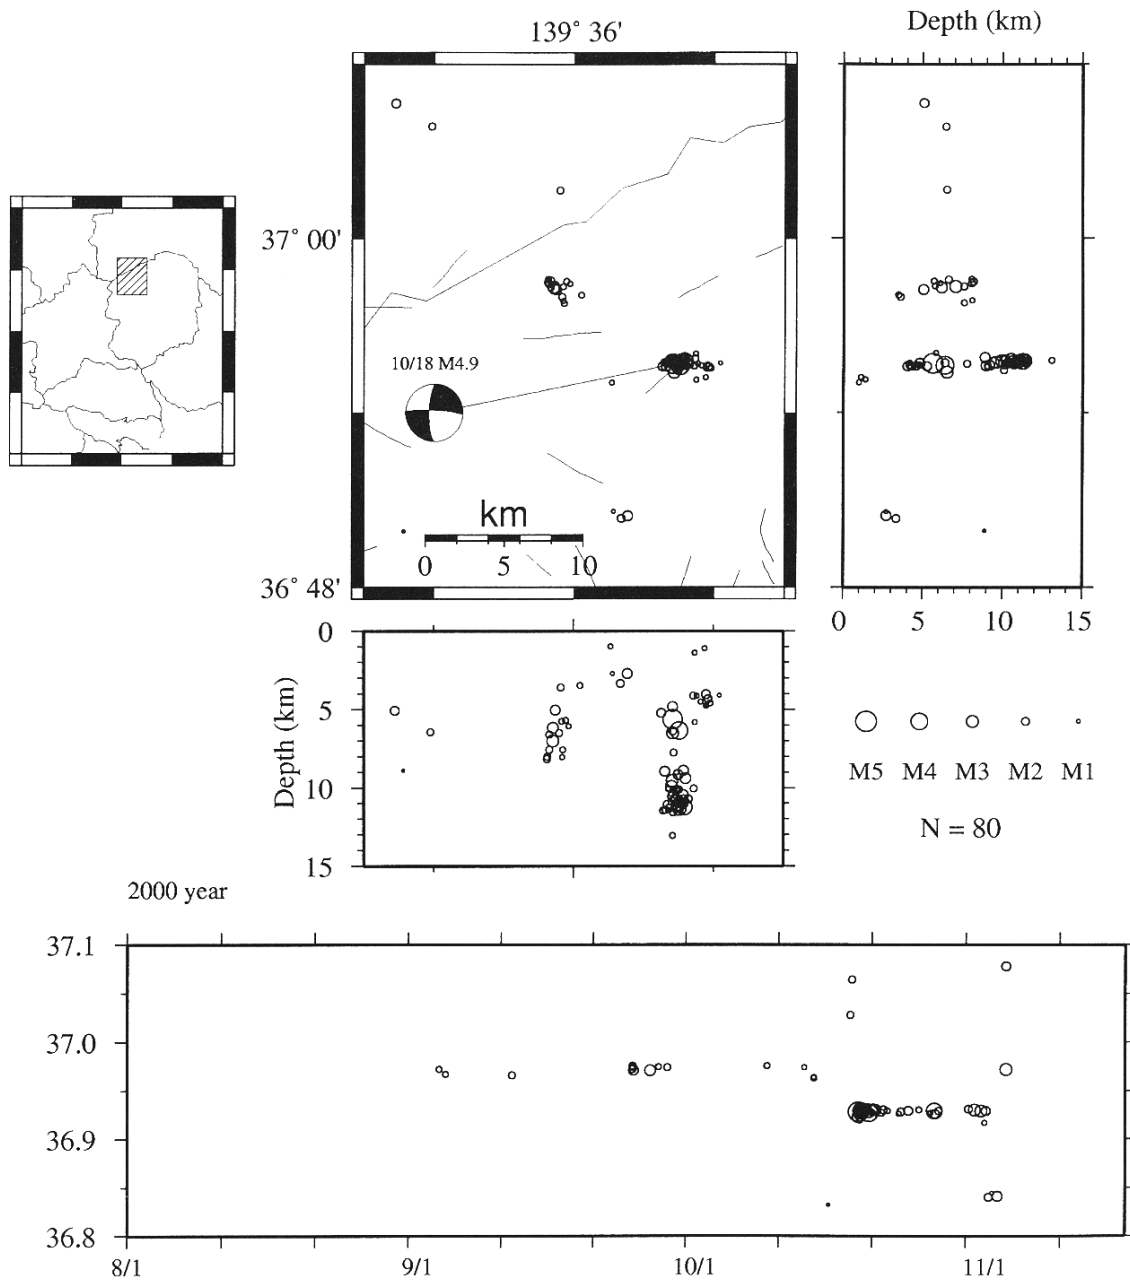 139° 36'
Depth (km)
37° 00'
10/18 M4.9
km
0 5 10
36° 48'
0 5 10 15
0
5
10
15
Depth (km)
M5 M4 M3 M2 M1
N = 80
2000 year
37.1
37.0
36.9
36.8
8/1 9/1 10/1 11/1